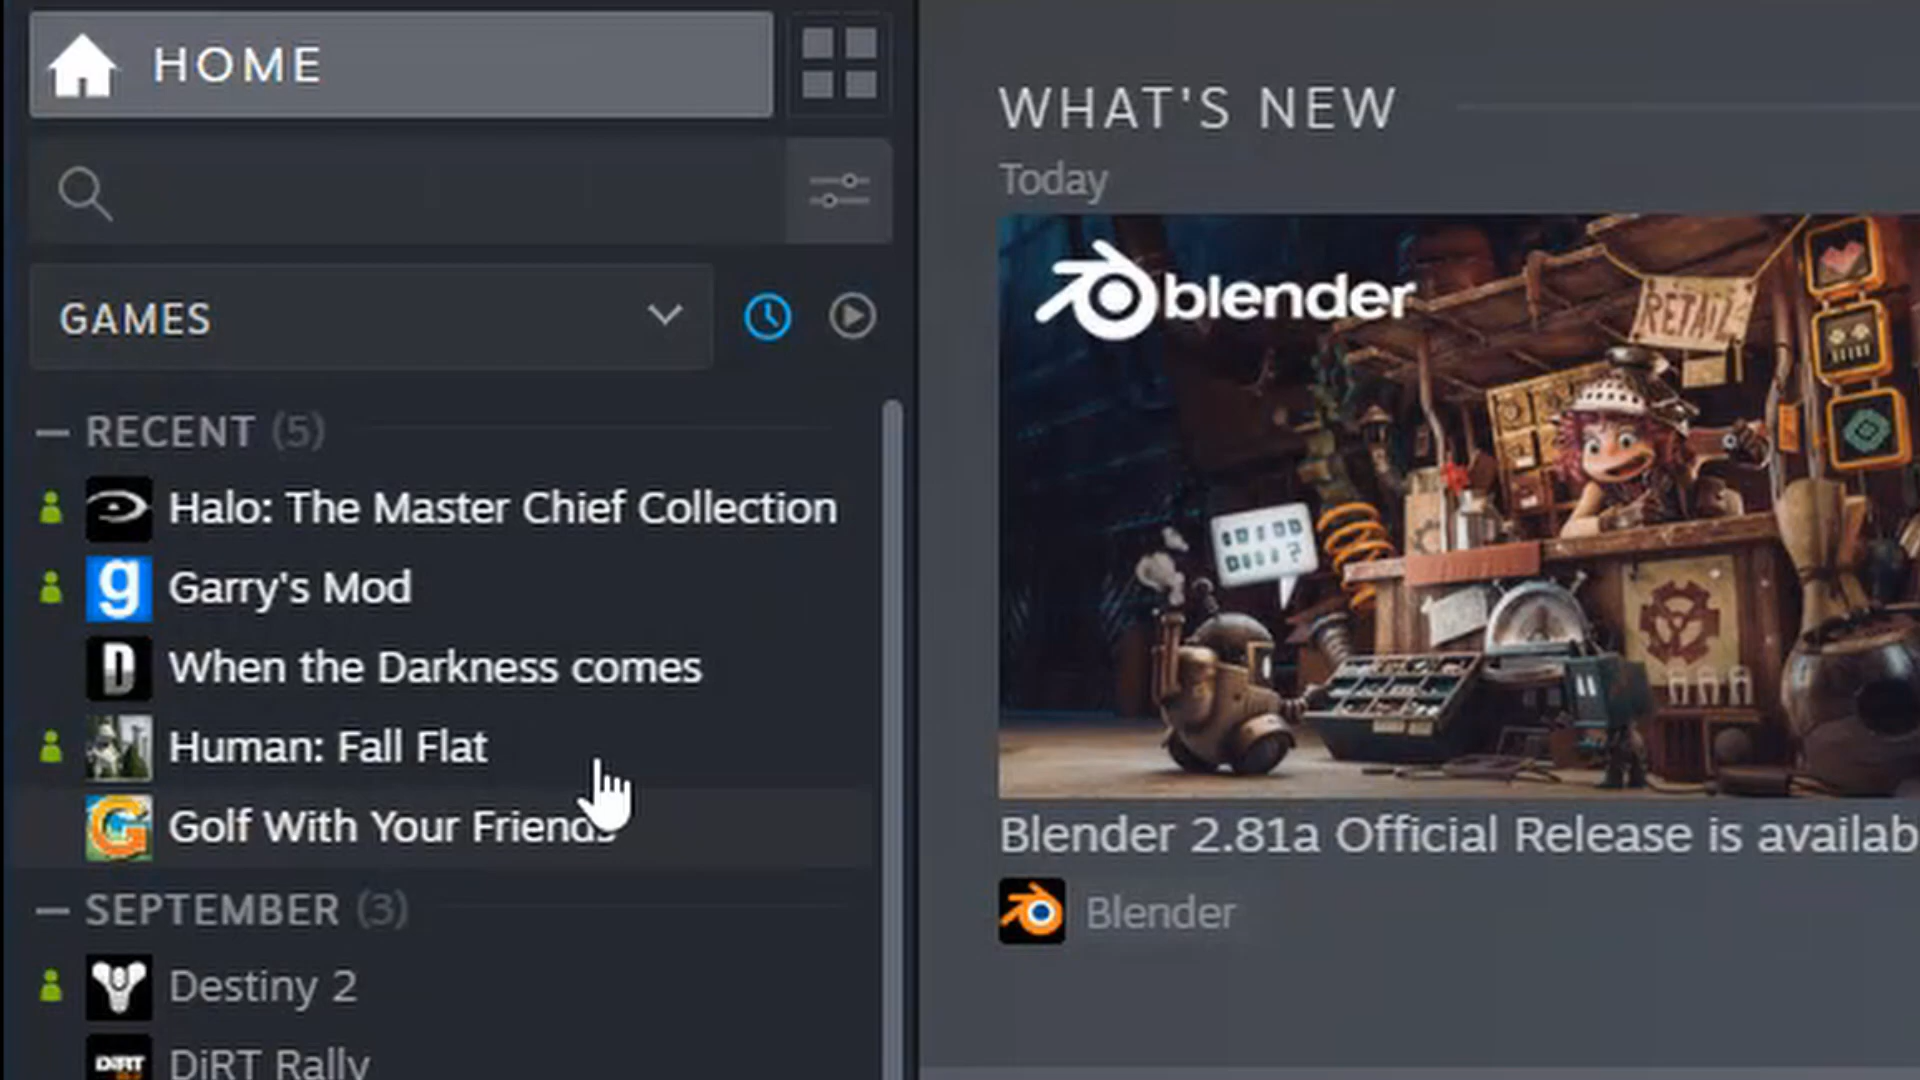 HOME
GAMES
RECENT (5)
Halo: The Master Chief Collection
Garry's Mod
When the Darkness comes
Human: Fall Flat
Golf With Your Friends
SEPTEMBER (3)
Destiny 2
DiRT Rally
WHAT'S NEW
Today
blender
RETAIL
Blender 2.81a Official Release is availab
Blender